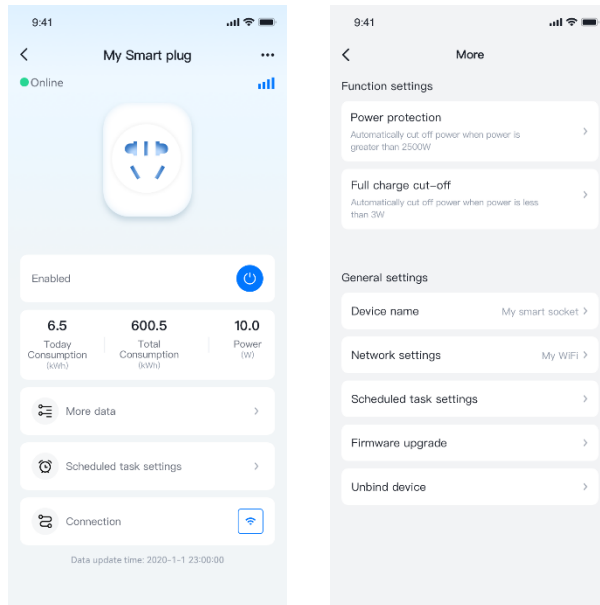 9:41
My Smart plug
Online
Enabled
6.5 600.5 10.0
Today Total Power
Consumption Consumption (W)
(kWh) (kWh)
More data
Scheduled task settings
Connection
Data update time: 2020-1-1 23:00:00
9:41
More
Function settings
Power protection
Automatically cut off power when power is
greater than 2500W
Full charge cut-off
Automatically cut off power when power is less
than 3W
General settings
Device name My smart socket
Network settings My WiFi
Scheduled task settings
Firmware upgrade
Unbind device